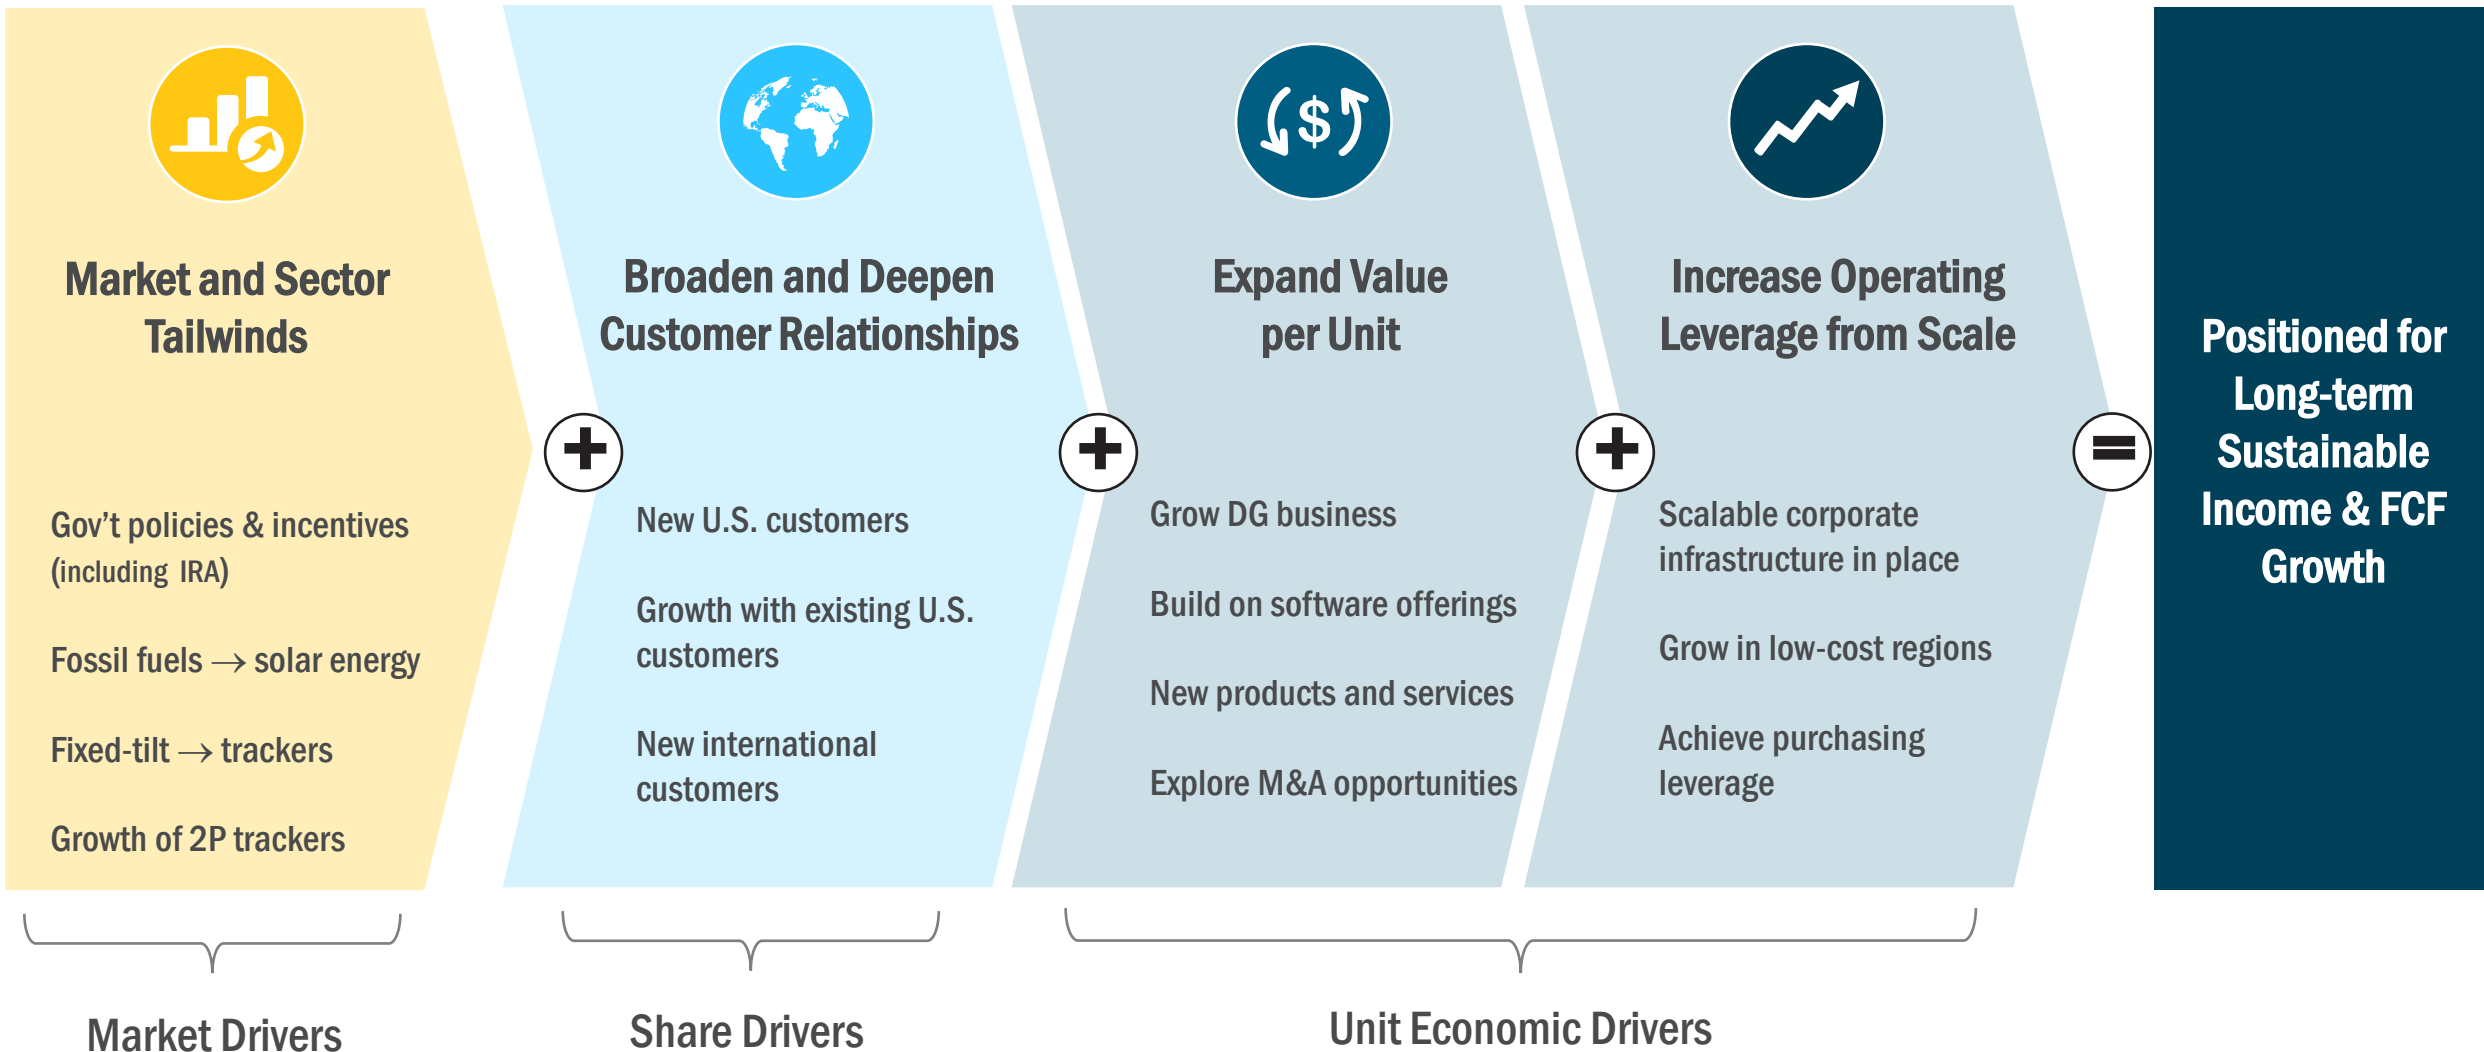 Market and Sector
Tailwinds
Gov’t policies & incentives
(including IRA)
Fossil fuels → solar energy
Fixed-tilt → trackers
Growth of 2P trackers
Market Drivers
+
Broaden and Deepen
Customer Relationships
New U.S. customers
Growth with existing U.S.
customers
New international
customers
Share Drivers
+
$
Expand Value
per Unit
Grow DG business
Build on software offerings
New products and services
Explore M&A opportunities
+
Increase Operating
Leverage from Scale
Scalable corporate
infrastructure in place
Grow in low-cost regions
Achieve purchasing
leverage
Unit Economic Drivers
=
Positioned for
Long-term
Sustainable
Income & FCF
Growth